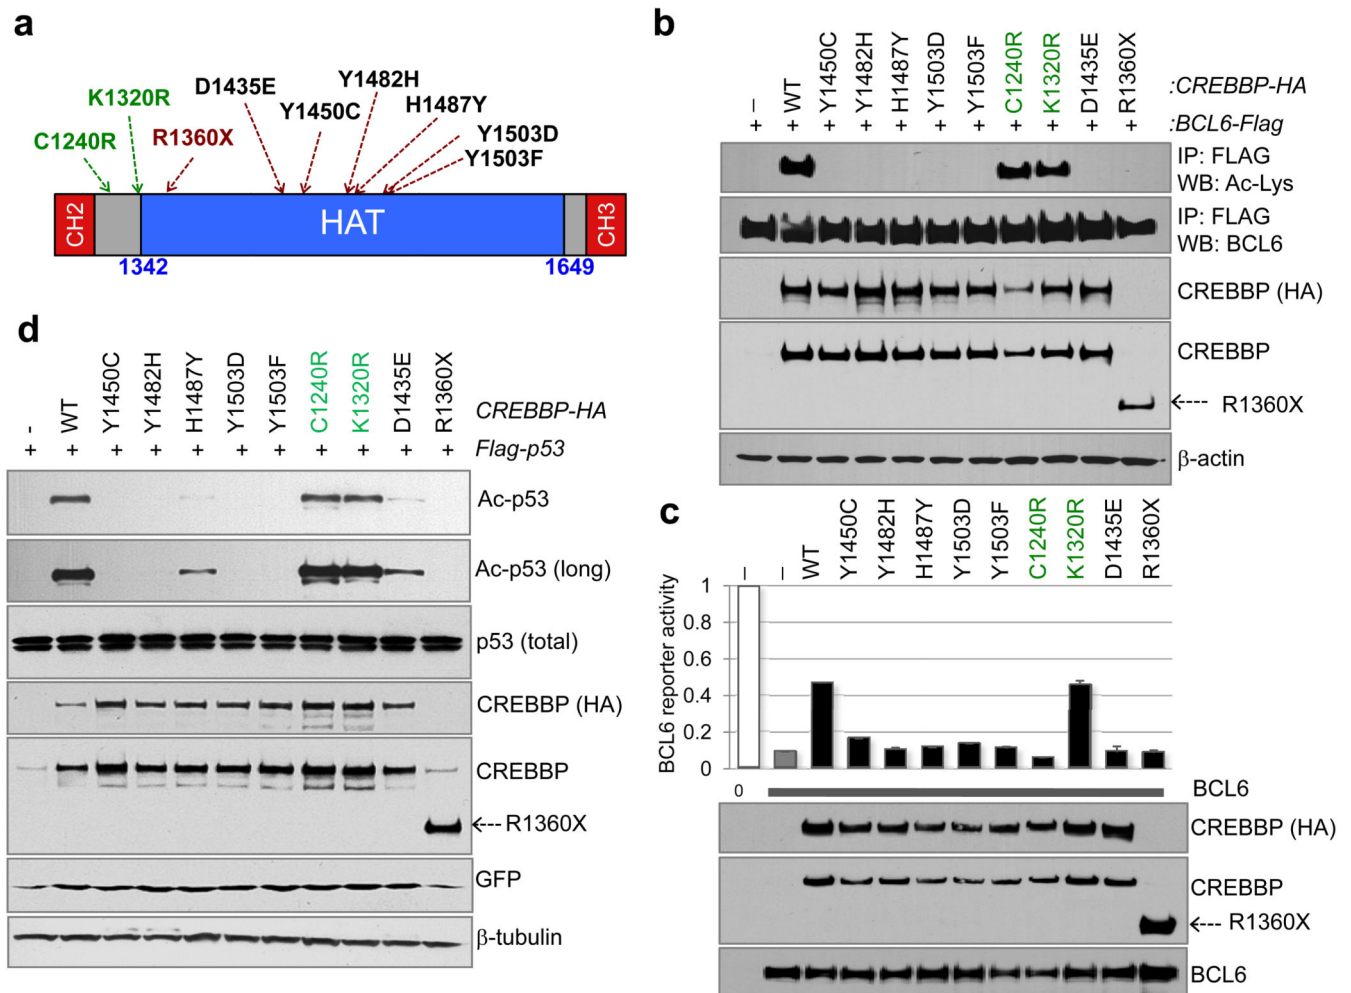 a
K1320R
C1240R
R1360X
D1435E
Y1450C
Y1482H
H1487Y
Y1503D
Y1503F
CH2
HAT
CH3
1342
1649
b
– WT Y1450C Y1482H H1487Y Y1503D Y1503F C1240R K1320R D1435E R1360X :CREBBP-HA
+ + + + + + + + + + + :BCL6-Flag
IP: FLAG
WB: Ac-Lys
IP: FLAG
WB: BCL6
CREBBP (HA)
CREBBP
R1360X
β-actin
c
– – WT Y1450C Y1482H H1487Y Y1503D Y1503F C1240R K1320R D1435E R1360X
BCL6 reporter activity
1
0.8
0.6
0.4
0.2
0
0
BCL6
CREBBP (HA)
CREBBP
R1360X
BCL6
d
- WT Y1450C Y1482H H1487Y Y1503D Y1503F C1240R K1320R D1435E R1360X CREBBP-HA
+ + + + + + + + + + + Flag-p53
Ac-p53
Ac-p53 (long)
p53 (total)
CREBBP (HA)
CREBBP
R1360X
GFP
β-tubulin